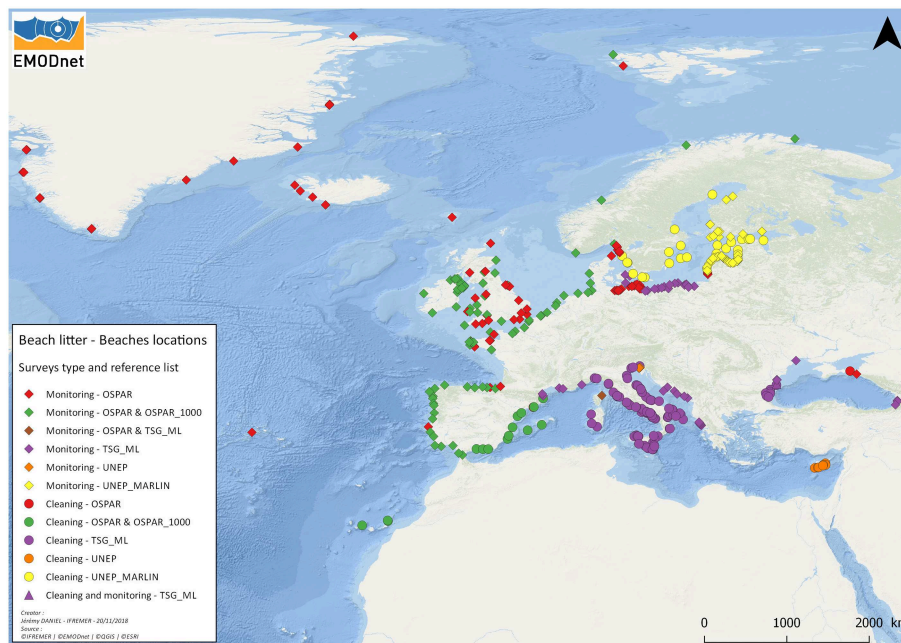 EMODnet
Beach litter - Beaches locations
Surveys type and reference list
Monitoring - OSPAR
Monitoring - OSPAR & OSPAR_1000
Monitoring - OSPAR & TSG_ML
Monitoring - TSG_ML
Monitoring - UNEP
Monitoring - UNEP_MARLIN
Cleaning - OSPAR
Cleaning - OSPAR & OSPAR_1000
Cleaning - TSG_ML
Cleaning - UNEP
Cleaning - UNEP_MARLIN
Cleaning and monitoring - TSG_ML
Creator :
Jérémy DANIEL - IFREMER - 20/11/2018
Source :
©IFREMER | ©EMODnet | ©QGIS | ©ESRI
0 1000 2000 km